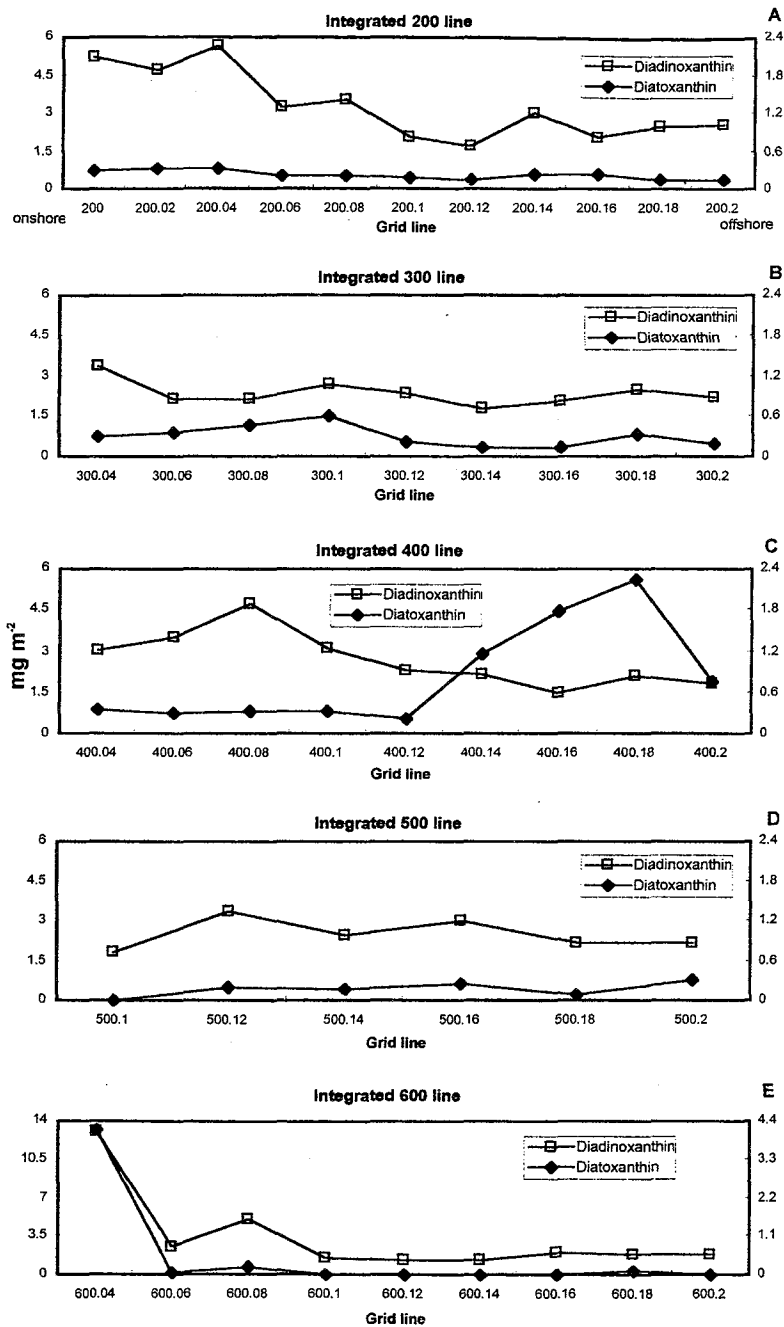 Integrated 200 line
A
6
4.5
3
1.5
0
2.4
1.8
1.2
0.6
0
Diadinoxanthin
Diatoxanthin
200 200.02 200.04 200.06 200.08 200.1 200.12 200.14 200.16 200.18 200.2
onshore
Grid line
offshore
Integrated 300 line
B
6
4.5
3
1.5
0
2.4
1.8
1.2
0.6
0
Diadinoxanthin
Diatoxanthin
300.04 300.06 300.08 300.1 300.12 300.14 300.16 300.18 300.2
Grid line
Integrated 400 line
C
6
4.5
3
1.5
0
2.4
1.8
1.2
0.6
0
mg m-2
Diadinoxanthin
Diatoxanthin
400.04 400.06 400.08 400.1 400.12 400.14 400.16 400.18 400.2
Grid line
Integrated 500 line
D
6
4.5
3
1.5
0
2.4
1.8
1.2
0.6
0
Diadinoxanthin
Diatoxanthin
500.1 500.12 500.14 500.16 500.18 500.2
Grid line
Integrated 600 line
E
14
10.5
7
3.5
0
4.4
3.3
2.2
1.1
0
Diadinoxanthin
Diatoxanthin
600.04 600.06 600.08 600.1 600.12 600.14 600.16 600.18 600.2
Grid line